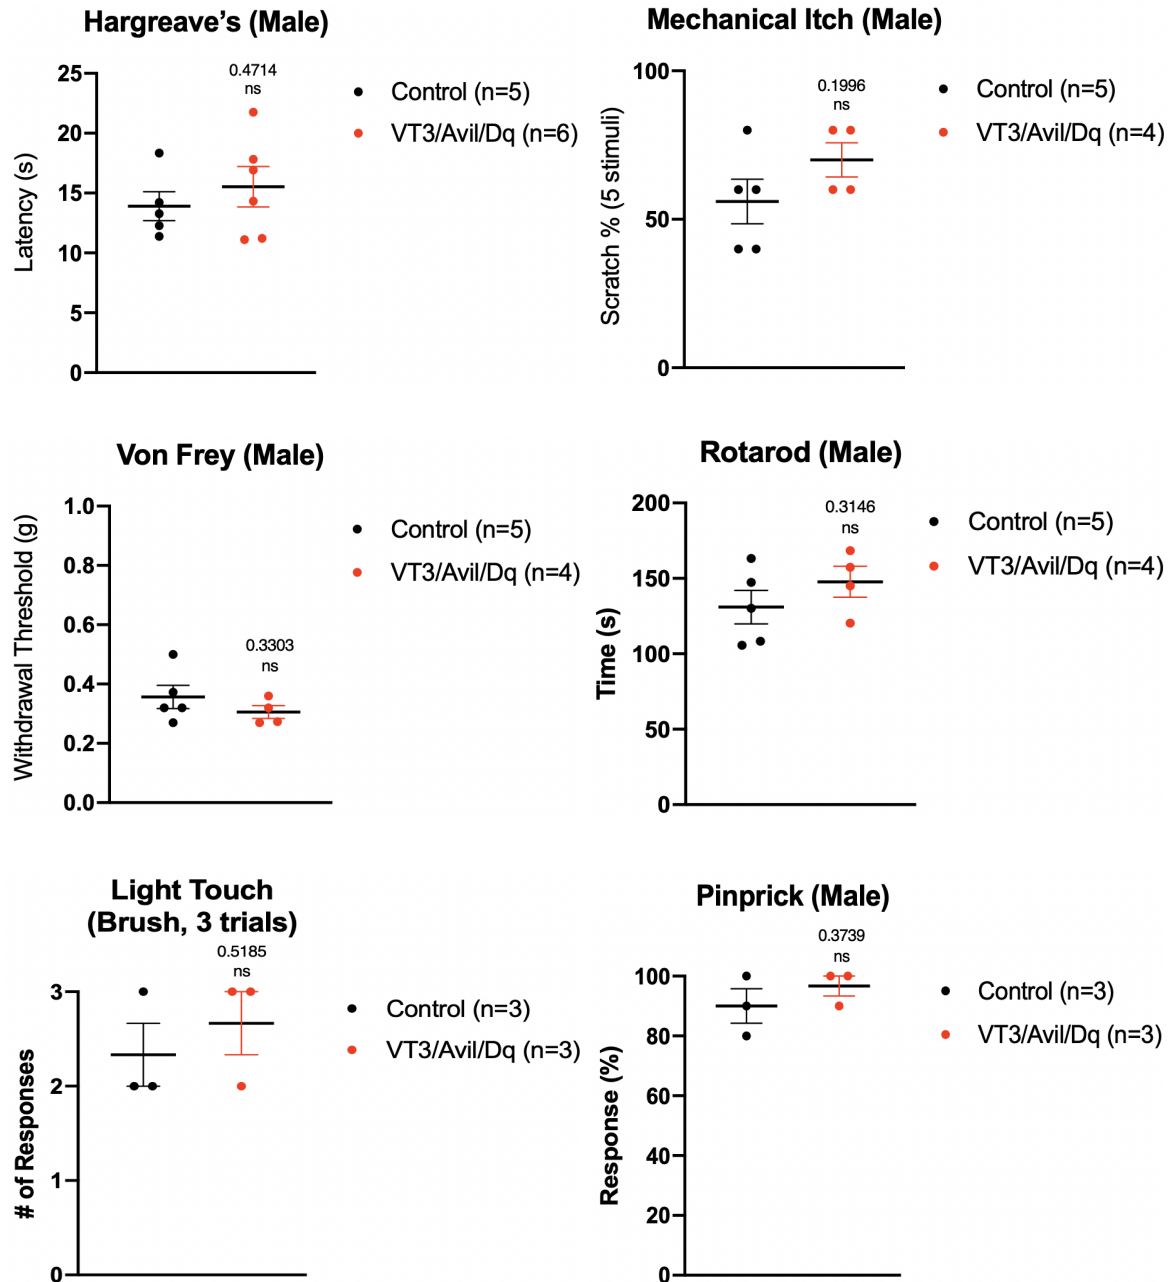 Hargreave’s (Male)
0.4714
ns
25
20
15
10
5
0
Latency (s)
Control (n=5)
VT3/Avil/Dq (n=6)
Mechanical Itch (Male)
0.1996
ns
100
50
0
Scratch % (5 stimuli)
Control (n=5)
VT3/Avil/Dq (n=4)
Von Frey (Male)
0.3303
ns
1.0
0.8
0.6
0.4
0.2
0.0
Withdrawal Threshold (g)
Control (n=5)
VT3/Avil/Dq (n=4)
Rotarod (Male)
0.3146
ns
200
150
100
50
0
Time (s)
Control (n=5)
VT3/Avil/Dq (n=4)
Light Touch
(Brush, 3 trials)
0.5185
ns
3
2
1
0
# of Responses
Control (n=3)
VT3/Avil/Dq (n=3)
Pinprick (Male)
0.3739
ns
100
80
60
40
20
0
Response (%)
Control (n=3)
VT3/Avil/Dq (n=3)